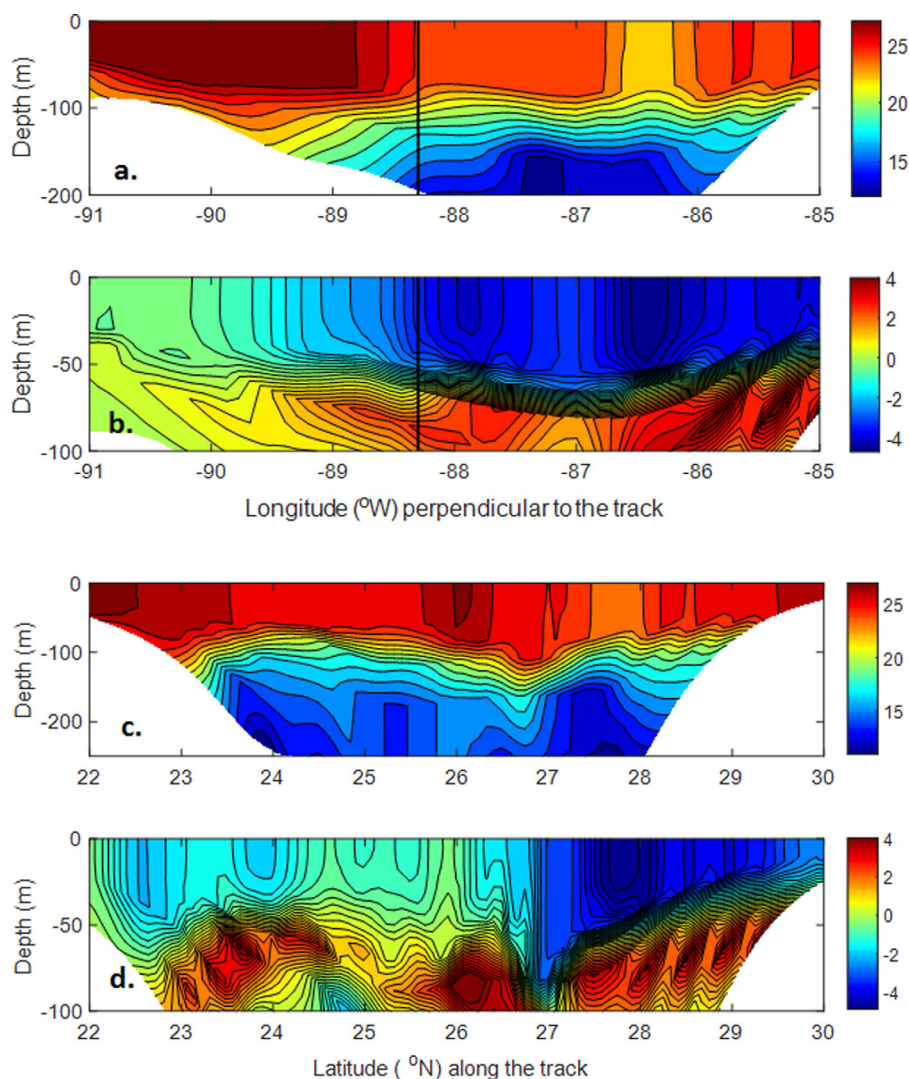 0
-100
-200
Depth (m)
a.
-91 -90 -89 -88 -87 -86 -85
25
20
15
0
-50
-100
Depth (m)
b.
-91 -90 -89 -88 -87 -86 -85
4
2
0
-2
-4
Longitude (oW) perpendicular to the track
0
-100
-200
Depth (m)
c.
22 23 24 25 26 27 28 29 30
25
20
15
0
-50
-100
Depth (m)
d.
22 23 24 25 26 27 28 29 30
4
2
0
-2
-4
Latitude ( oN) along the track